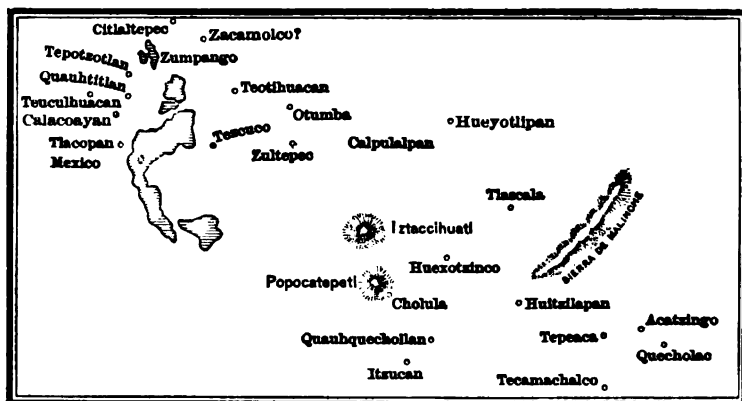 Citlaltepec
Zacamolco?
Tepotzotlan
Zumpango
Quauhtitlan
Teotihuacan
Teuculhuacan
Otumba
Calacoayan
Hueyotlipan
Tezcuco
Tlacopan
Calpulalpan
Zultepec
Mexico
Tlascala
SIERRA DE MALINCHE
Iztaccihuatl
Huexotzinco
Popocatepetl
Cholula
Huitzilapan
Acatzingo
Quauhquechollan
Tepeaca
Quecholac
Itzucan
Tecamachalco